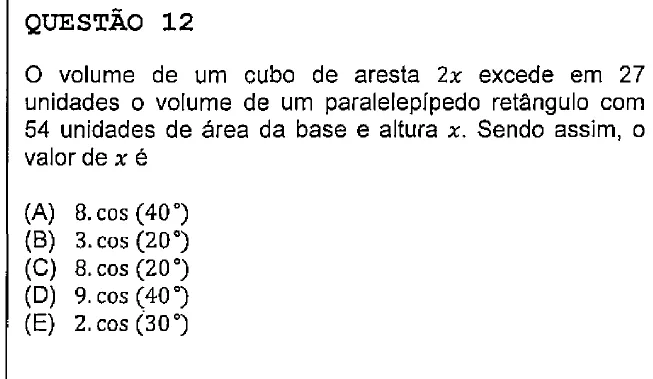 QUESTÃO 12
O volume de um cubo de aresta 2x excede em 27
unidades o volume de um paralelepípedo retângulo com
54 unidades de área da base e altura x. Sendo assim, o
valor de x é
(A) 8. cos (40°)
(B) 3. cos (20°)
(C) 8. cos (20°)
(D) 9. cos (40°)
(E) 2. cos (30°)